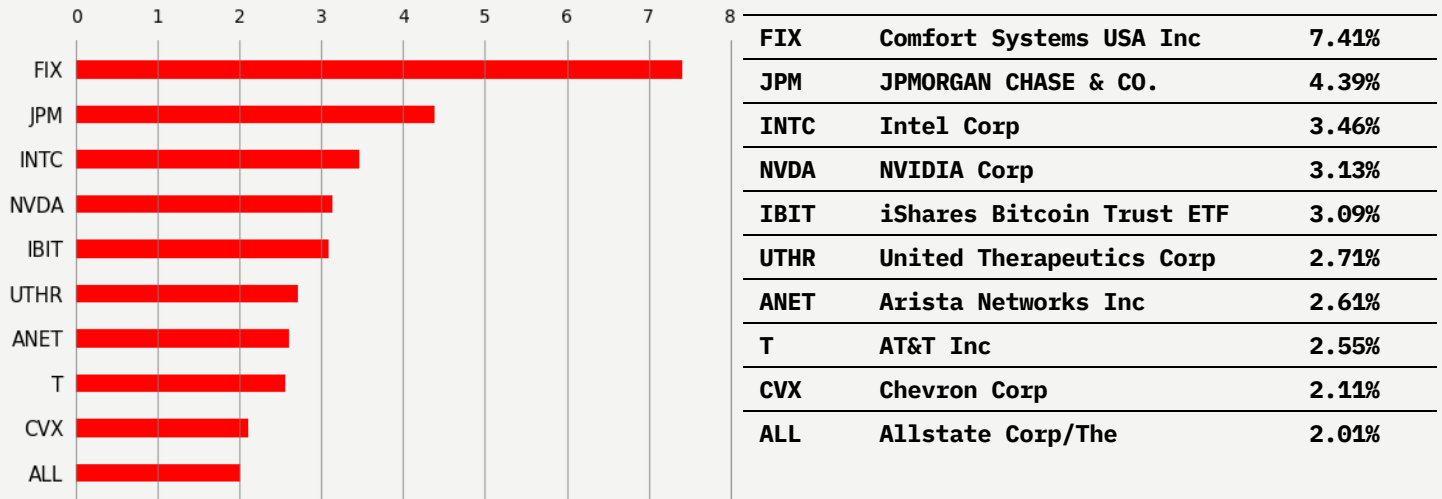 0 1 2 3 4 5 6 7 8
FIX
JPM
INTC
NVDA
IBIT
UTHR
ANET
T
CVX
ALL
FIX Comfort Systems USA Inc 7.41%
JPM JPMORGAN CHASE & CO. 4.39%
INTC Intel Corp 3.46%
NVDA NVIDIA Corp 3.13%
IBIT iShares Bitcoin Trust ETF 3.09%
UTHR United Therapeutics Corp 2.71%
ANET Arista Networks Inc 2.61%
T AT&T Inc 2.55%
CVX Chevron Corp 2.11%
ALL Allstate Corp/The 2.01%